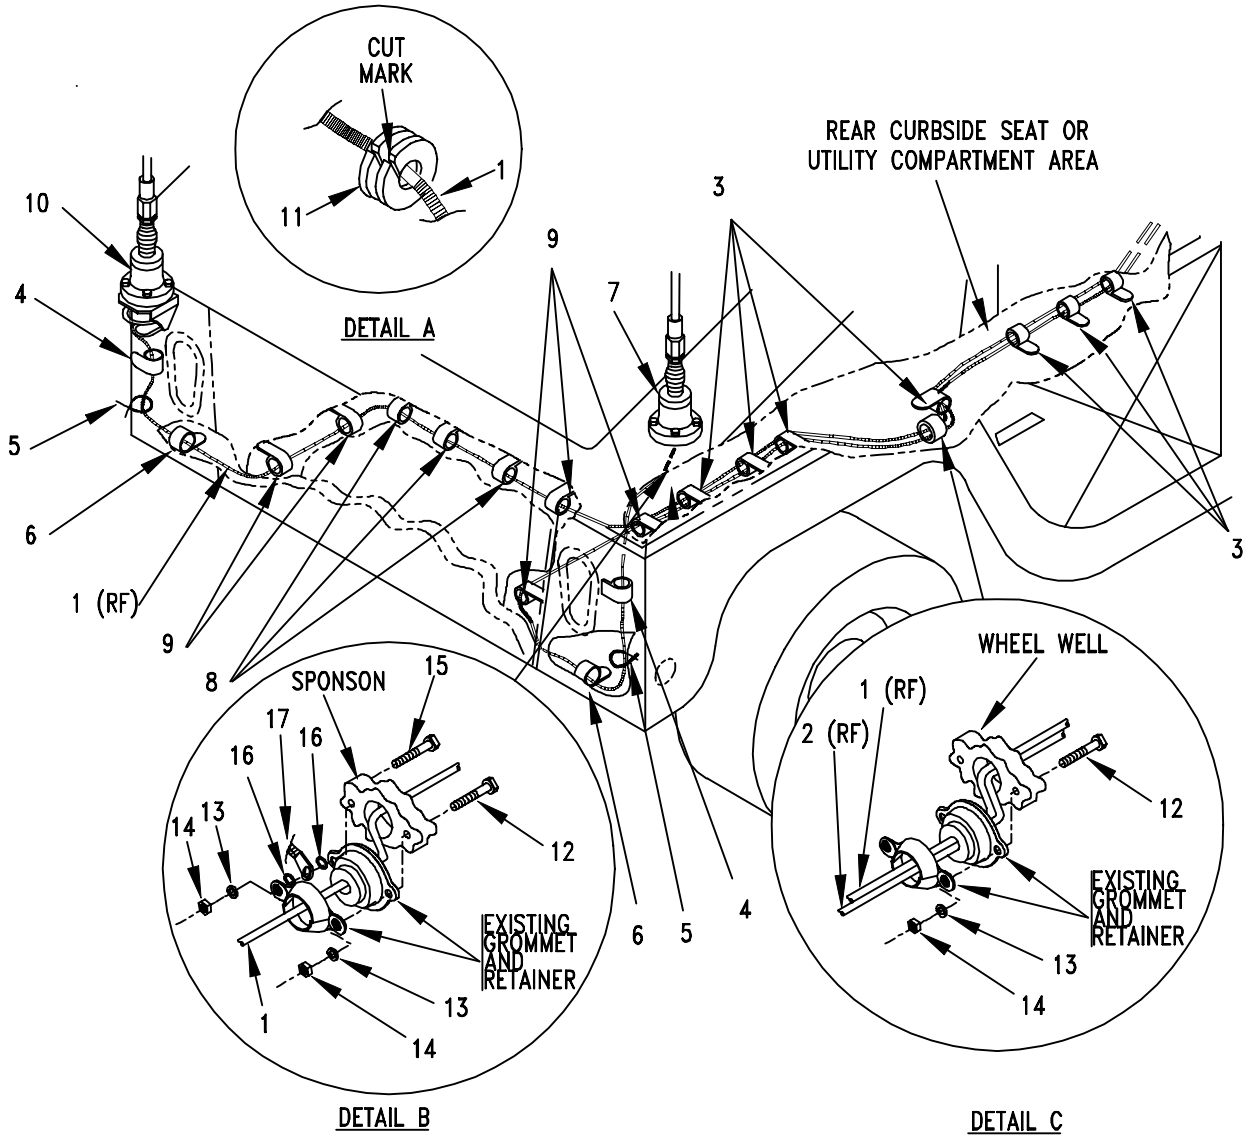 CUT
MARK
1
11
DETAIL A
REAR CURBSIDE SEAT OR
UTILITY COMPARTMENT AREA
3
10
9
7
4
5
6
1 (RF)
9
8
3
SPONSON
15
17
16
16
13
14
12
EXISTING
GROMMET
AND
RETAINER
13
1
14
DETAIL B
6
5
4
WHEEL WELL
1 (RF)
2 (RF)
12
EXISTING
GROMMET
AND
RETAINER
13
14
DETAIL C